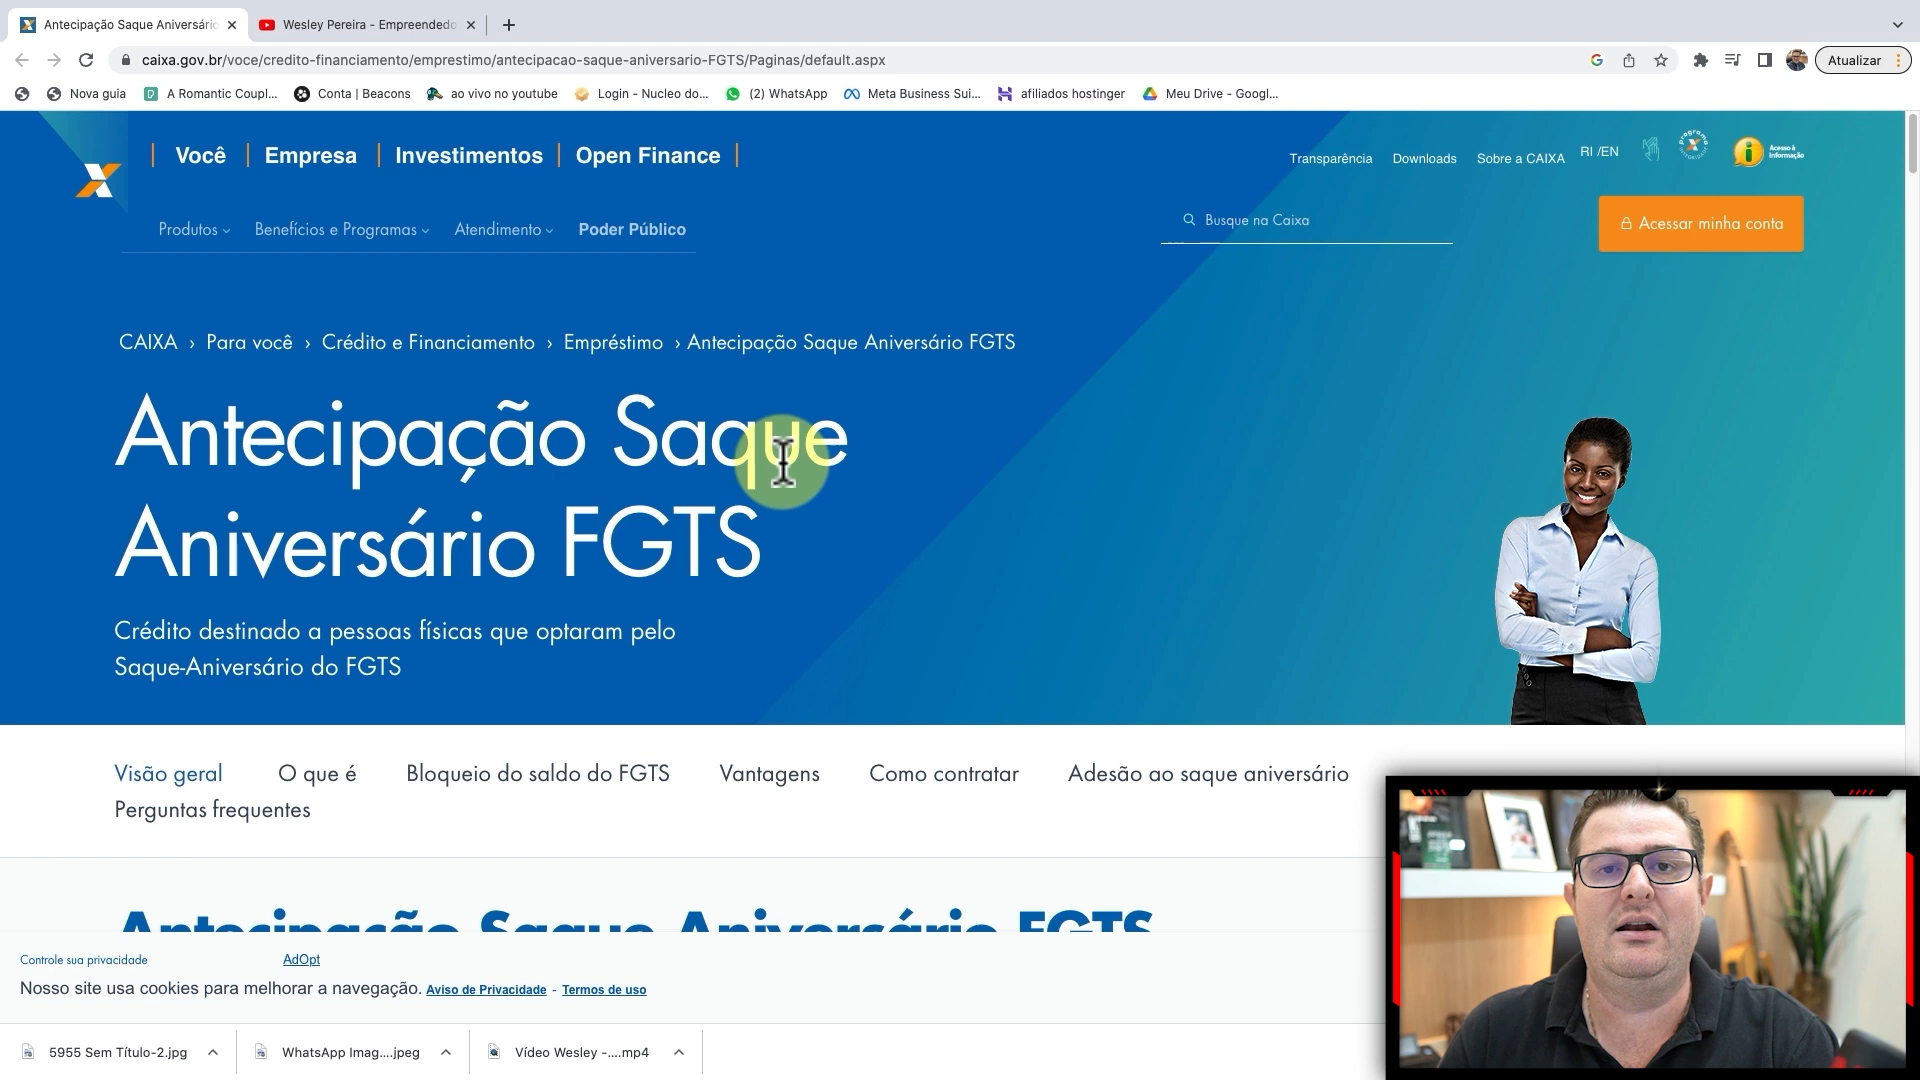 Antecipação Saque Aniversário
Wesley Pereira - Empreendedo
caixa.gov.br/voce/credito-financiamento/emprestimo/antecipacao-saque-aniversario-FGTS/Paginas/default.aspx
Atualizar
Nova guia
A Romantic Coupl...
Conta | Beacons
ao vivo no youtube
Login - Nucleo do...
(2) WhatsApp
Meta Business Sui...
afiliados hostinger
Meu Drive - Googl...
Você
Empresa
Investimentos
Open Finance
Transparência
Downloads
Sobre a CAIXA
RI /EN
Acesso à
Informação
Produtos
Benefícios e Programas
Atendimento
Poder Público
Busque na Caixa
Acessar minha conta
CAIXA › Para você › Crédito e Financiamento › Empréstimo › Antecipação Saque Aniversário FGTS
Antecipação Saque
Aniversário FGTS
Crédito destinado a pessoas físicas que optaram pelo
Saque-Aniversário do FGTS
Visão geral
O que é
Bloqueio do saldo do FGTS
Vantagens
Como contratar
Adesão ao saque aniversário
Perguntas frequentes
Antecipação Saque Aniversário FGTS
Controle sua privacidade
AdOpt
Nosso site usa cookies para melhorar a navegação. Aviso de Privacidade - Termos de uso
5955 Sem Título-2.jpg
WhatsApp Imag....jpeg
Vídeo Wesley -....mp4